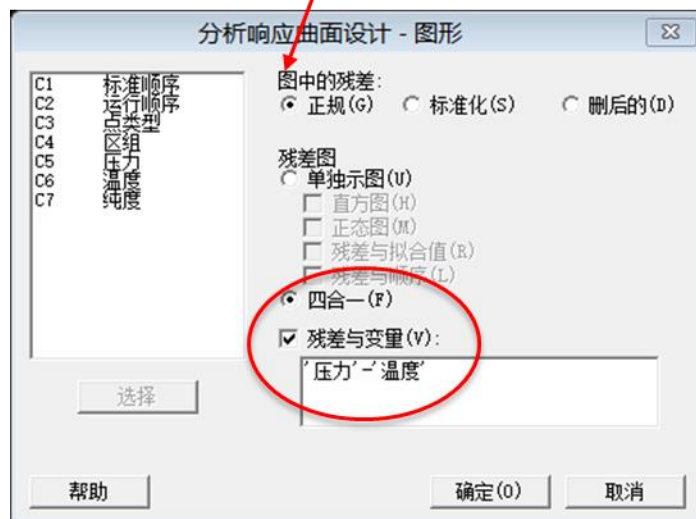 分析响应曲面设计 - 图形
C1 标准顺序
C2 运行顺序
C3 点类型
C4 区组
C5 压力
C6 温度
C7 纯度
选择
图中的残差:
正规(G) 标准化(S) 删后的(D)
残差图
单独示图(U)
直方图(H)
正态图(M)
残差与拟合值(R)
残差与顺序(L)
四合一(F)
残差与变量(V):
'压力'-'温度'
帮助
确定(O) 取消